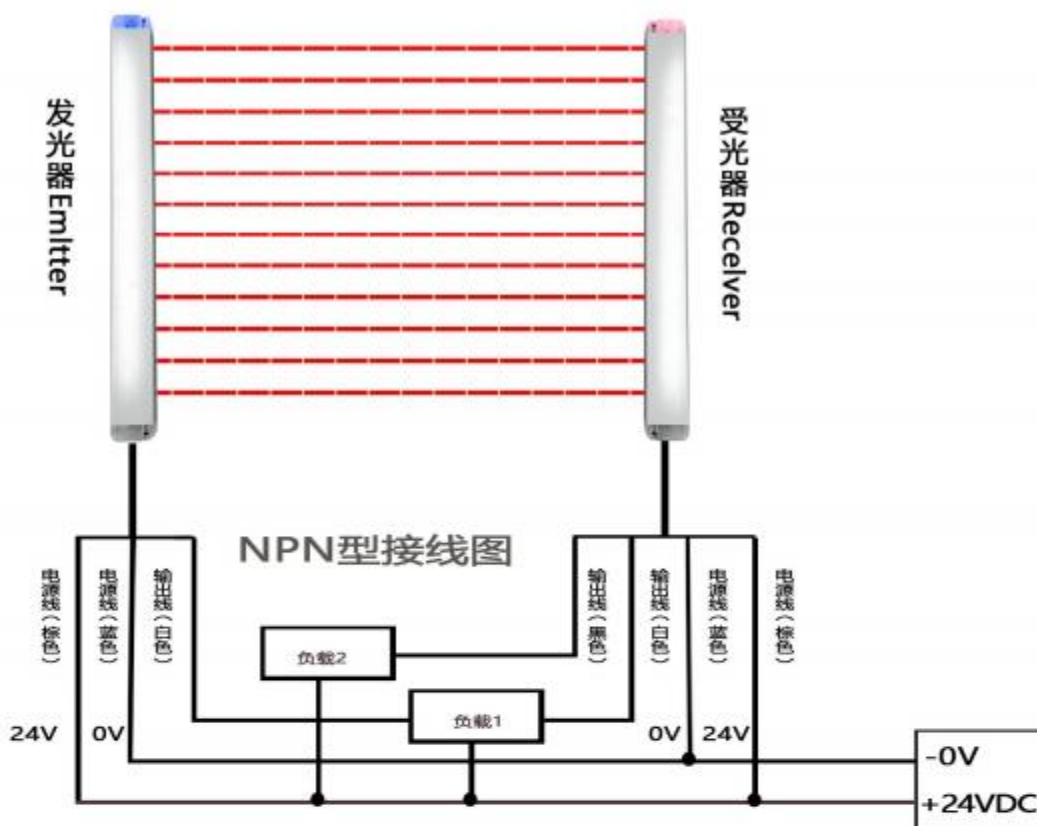 发光器EmItter
受光器RecelVer
NPN型接线图
电源线(棕色)
电源线(蓝色)
输出线(白色)
输出线(黑色)
输出线(白色)
电源线(蓝色)
电源线(棕色)
负载2
负载1
24V
0V
0V
24V
-0V
+24VDC